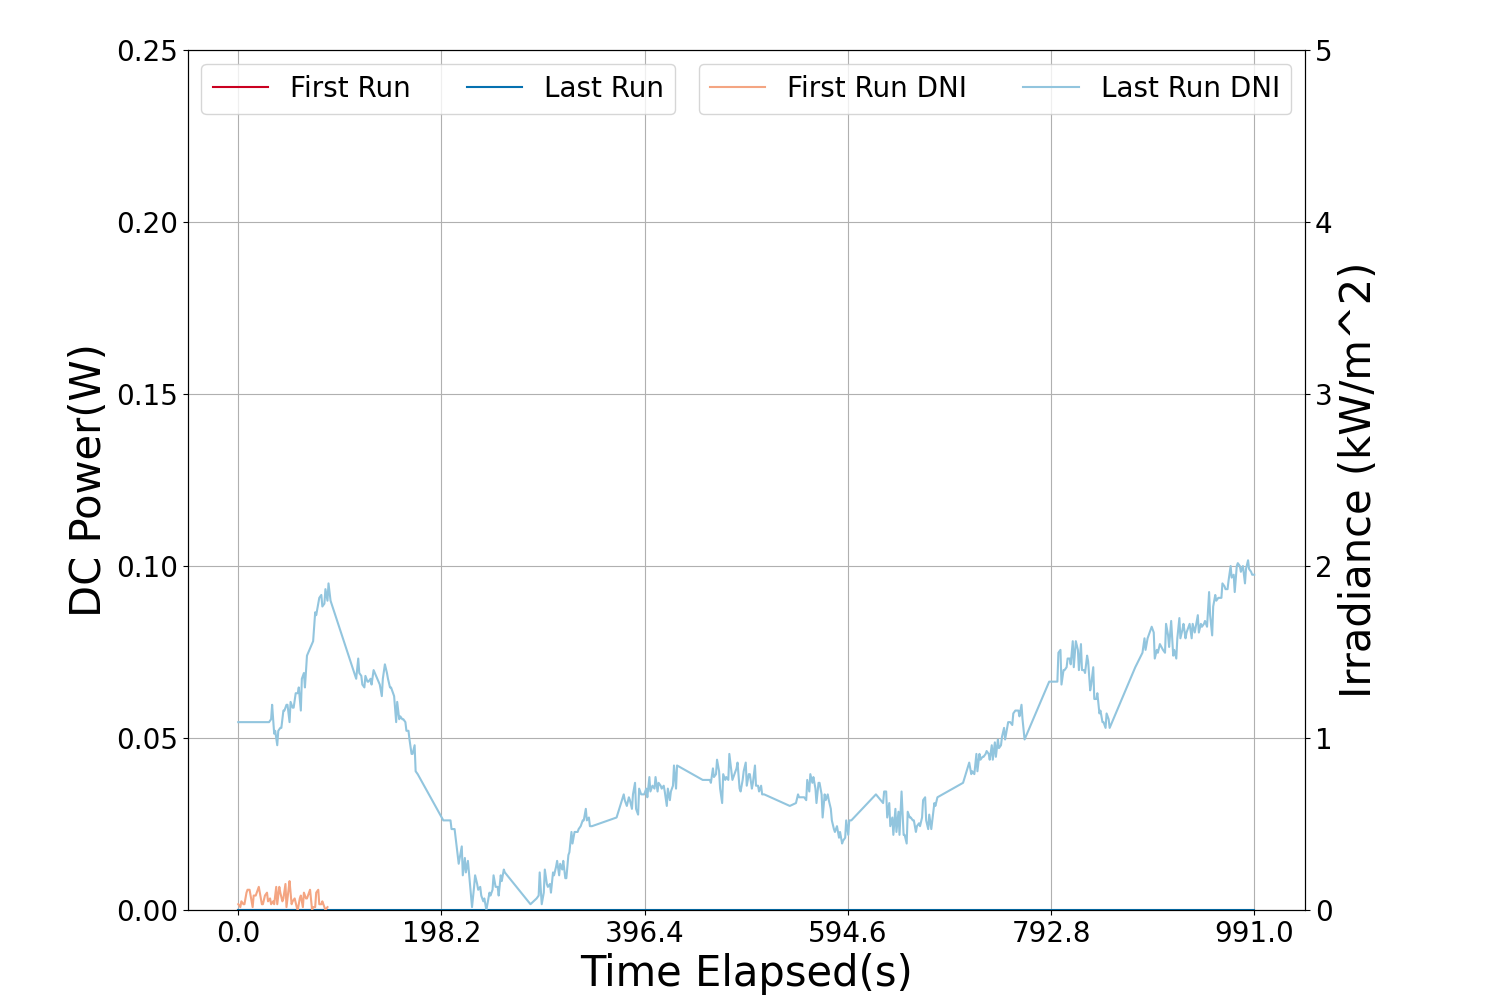 First Run
Last Run
First Run DNI
Last Run DNI
DC Power(W)
0.25
0.20
0.15
0.10
0.05
0.00
5
4
3
2
1
0
Irradiance (kW/m^2)
0.0 198.2 396.4 594.6 792.8 991.0
Time Elapsed(s)